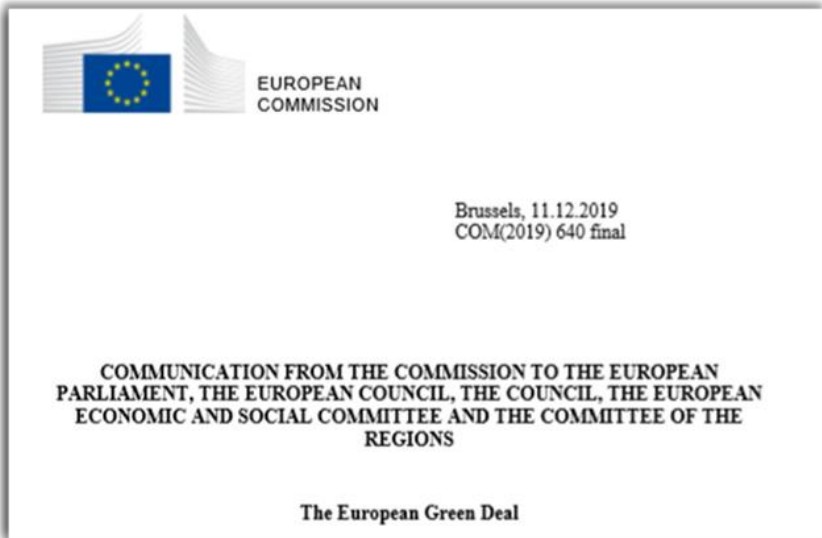 EUROPEAN
COMMISSION
Brussels, 11.12.2019
COM(2019) 640 final
COMMUNICATION FROM THE COMMISSION TO THE EUROPEAN
PARLIAMENT, THE EUROPEAN COUNCIL, THE COUNCIL, THE EUROPEAN
ECONOMIC AND SOCIAL COMMITTEE AND THE COMMITTEE OF THE
REGIONS
The European Green Deal